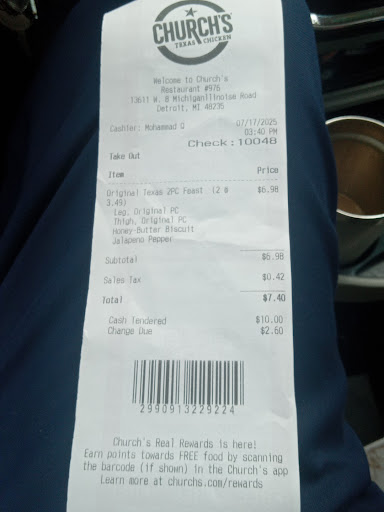 CHURCH'S
TEXAS CHICKEN
Welcome to Church's
Restaurant #976
13611 W. 8 Michiganillnoise Road
Detroit, MI 48235
Cashier: Mohammad Q 07/17/2025
03:40 PM
Check:10048
Take Out
Item Price
Original Texas 2PC Feast (2 @ $6.98
3.49)
Leg, Original PC
Thigh, Original PC
Honey-Butter Biscuit
Jalapeno Pepper
Subtotal $6.98
Sales Tax $0.42
Total $7.40
Cash Tendered $10.00
Change Due $2.60
2990913229224
Church's Real Rewards is here!
Earn points towards FREE food by scanning
the barcode (if shown) in the Church's app
Learn more at churchs.com/rewards